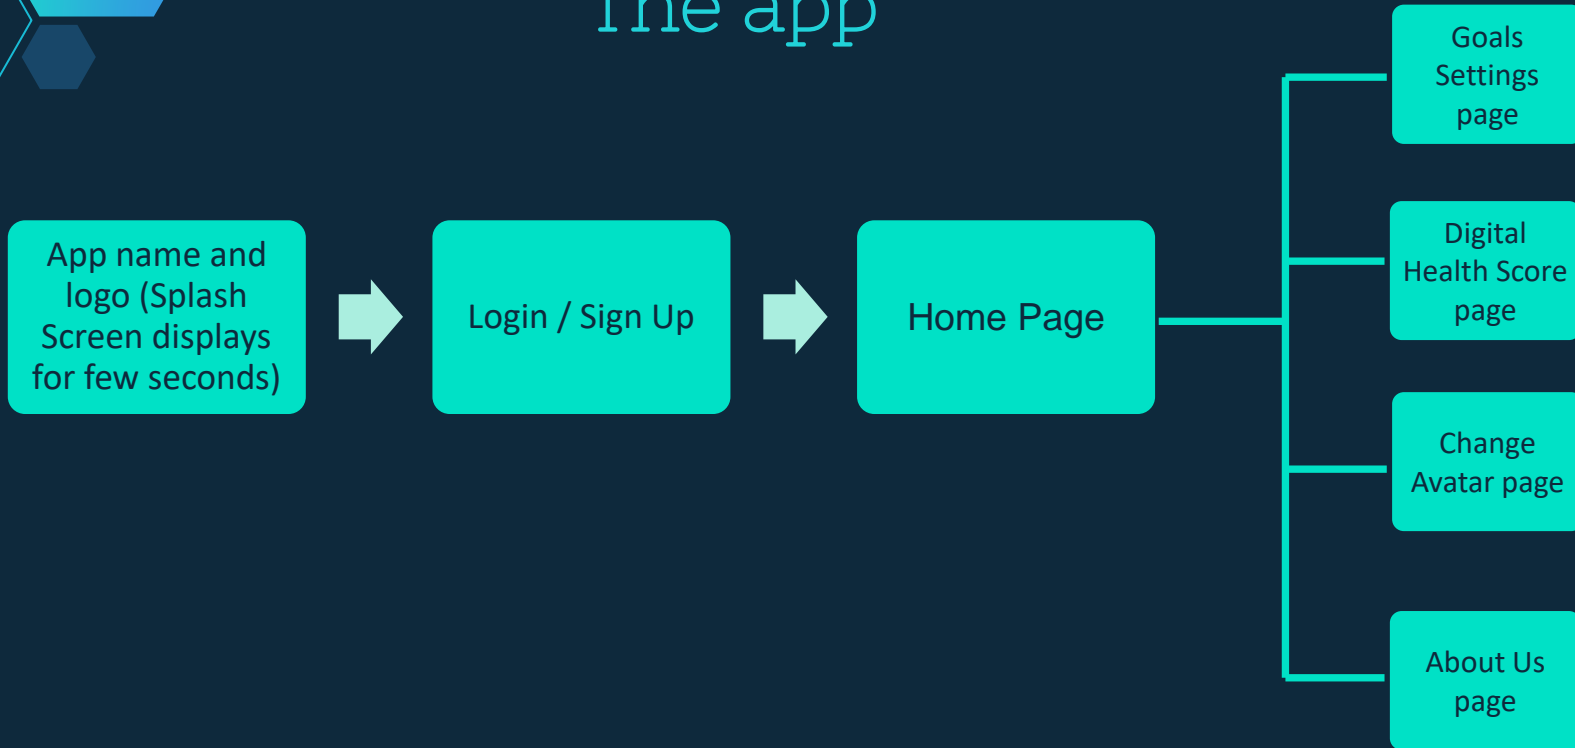 The app
App name and
logo (Splash
Screen displays
for few seconds)
Login / Sign Up
Home Page
Goals
Settings
page
Digital
Health Score
page
Change
Avatar page
About Us
page